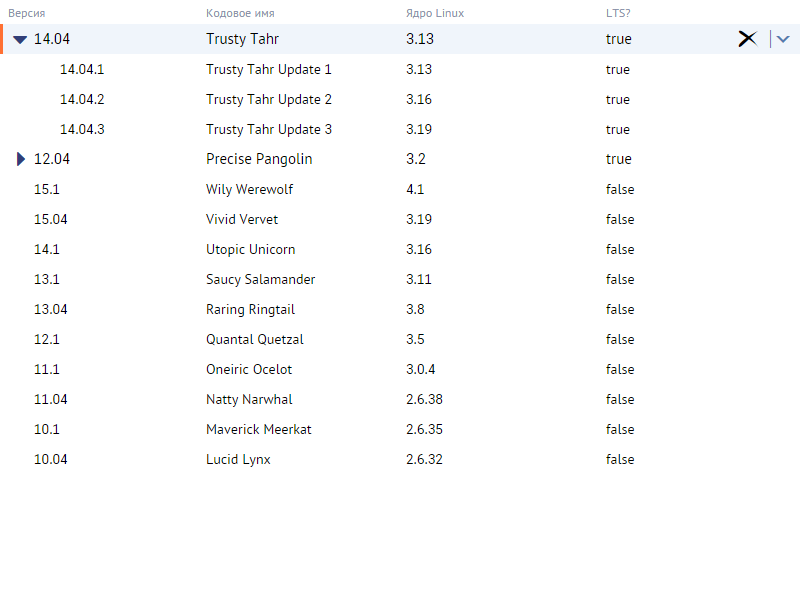 Версия Кодовое имя Ядро Linux LTS?
14.04 Trusty Tahr 3.13 true
14.04.1 Trusty Tahr Update 1 3.13 true
14.04.2 Trusty Tahr Update 2 3.16 true
14.04.3 Trusty Tahr Update 3 3.19 true
12.04 Precise Pangolin 3.2 true
15.1 Wily Werewolf 4.1 false
15.04 Vivid Vervet 3.19 false
14.1 Utopic Unicorn 3.16 false
13.1 Saucy Salamander 3.11 false
13.04 Raring Ringtail 3.8 false
12.1 Quantal Quetzal 3.5 false
11.1 Oneiric Ocelot 3.0.4 false
11.04 Natty Narwhal 2.6.38 false
10.1 Maverick Meerkat 2.6.35 false
10.04 Lucid Lynx 2.6.32 false